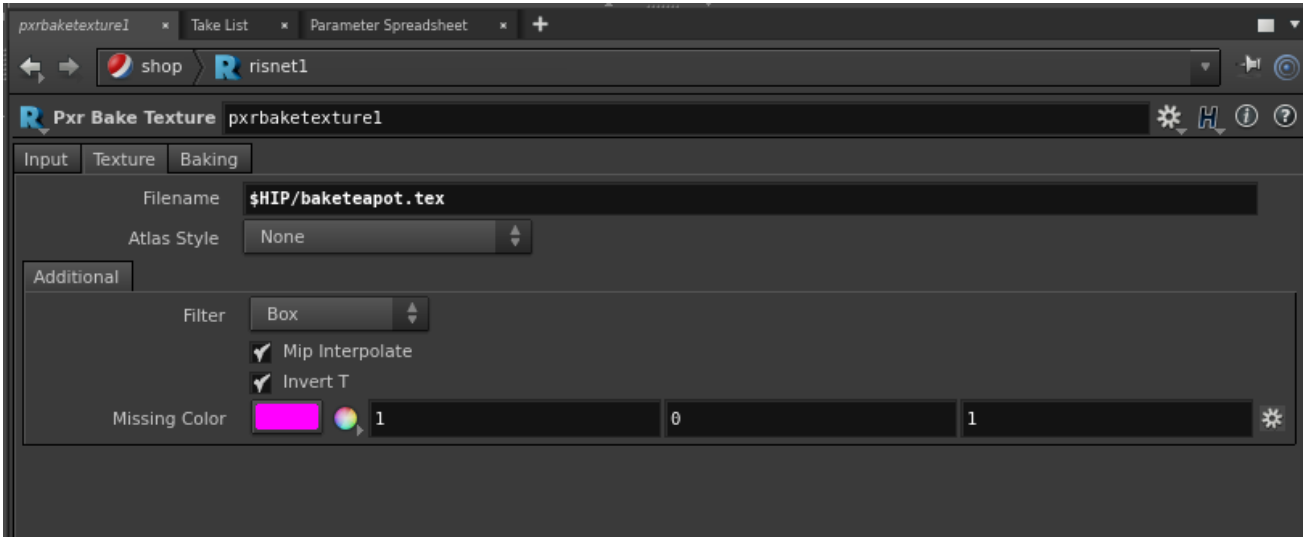 pxrbaketexture1 × Take List × Parameter Spreadsheet × +
shop risnet1
Pxr Bake Texture pxrbaketexture1
Input Texture Baking
Filename $HIP/baketeapot.tex
Atlas Style None
Additional
Filter Box
Mip Interpolate
Invert T
Missing Color 1 0 1